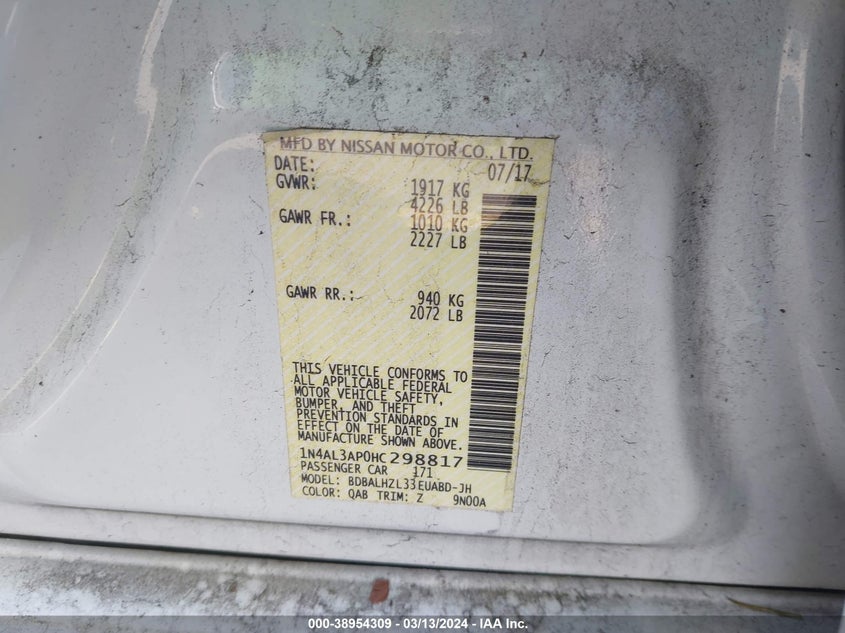 MFD BY NISSAN MOTOR CO., LTD.
DATE: 07/17
GVWR: 1917 KG
4226 LB
GAWR FR.: 1010 KG
2227 LB
GAWR RR.: 940 KG
2072 LB
THIS VEHICLE CONFORMS TO
ALL APPLICABLE FEDERAL
MOTOR VEHICLE SAFETY,
BUMPER, AND THEFT
PREVENTION STANDARDS IN
EFFECT ON THE DATE OF
MANUFACTURE SHOWN ABOVE.
1N4AL3AP0HC298817
PASSENGER CAR 171
MODEL: BDBALHZL33EUABD-JH
COLOR: QAB TRIM: Z 9N00A
000-38954309 - 03/13/2024 - IAA Inc.